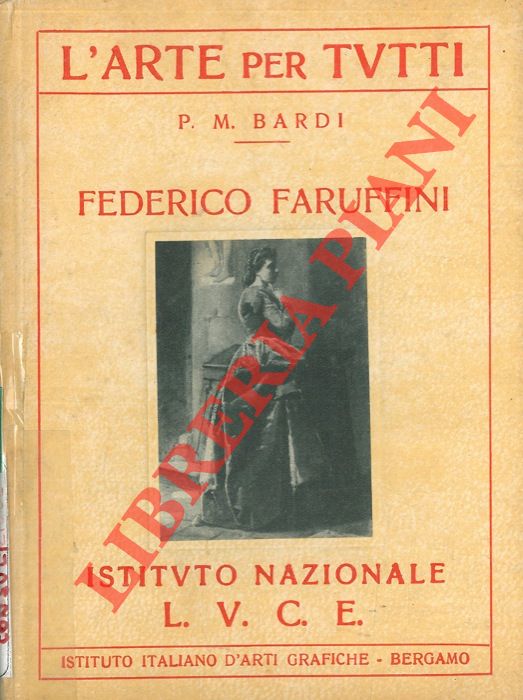 L'ARTE PER TVTTI
P. M. BARDI
FEDERICO FARUFFINI
LIBRERIA PIANI
ISTITVTO NAZIONALE
L. V. C. E.
ISTITUTO ITALIANO D'ARTI GRAFICHE - BERGAMO